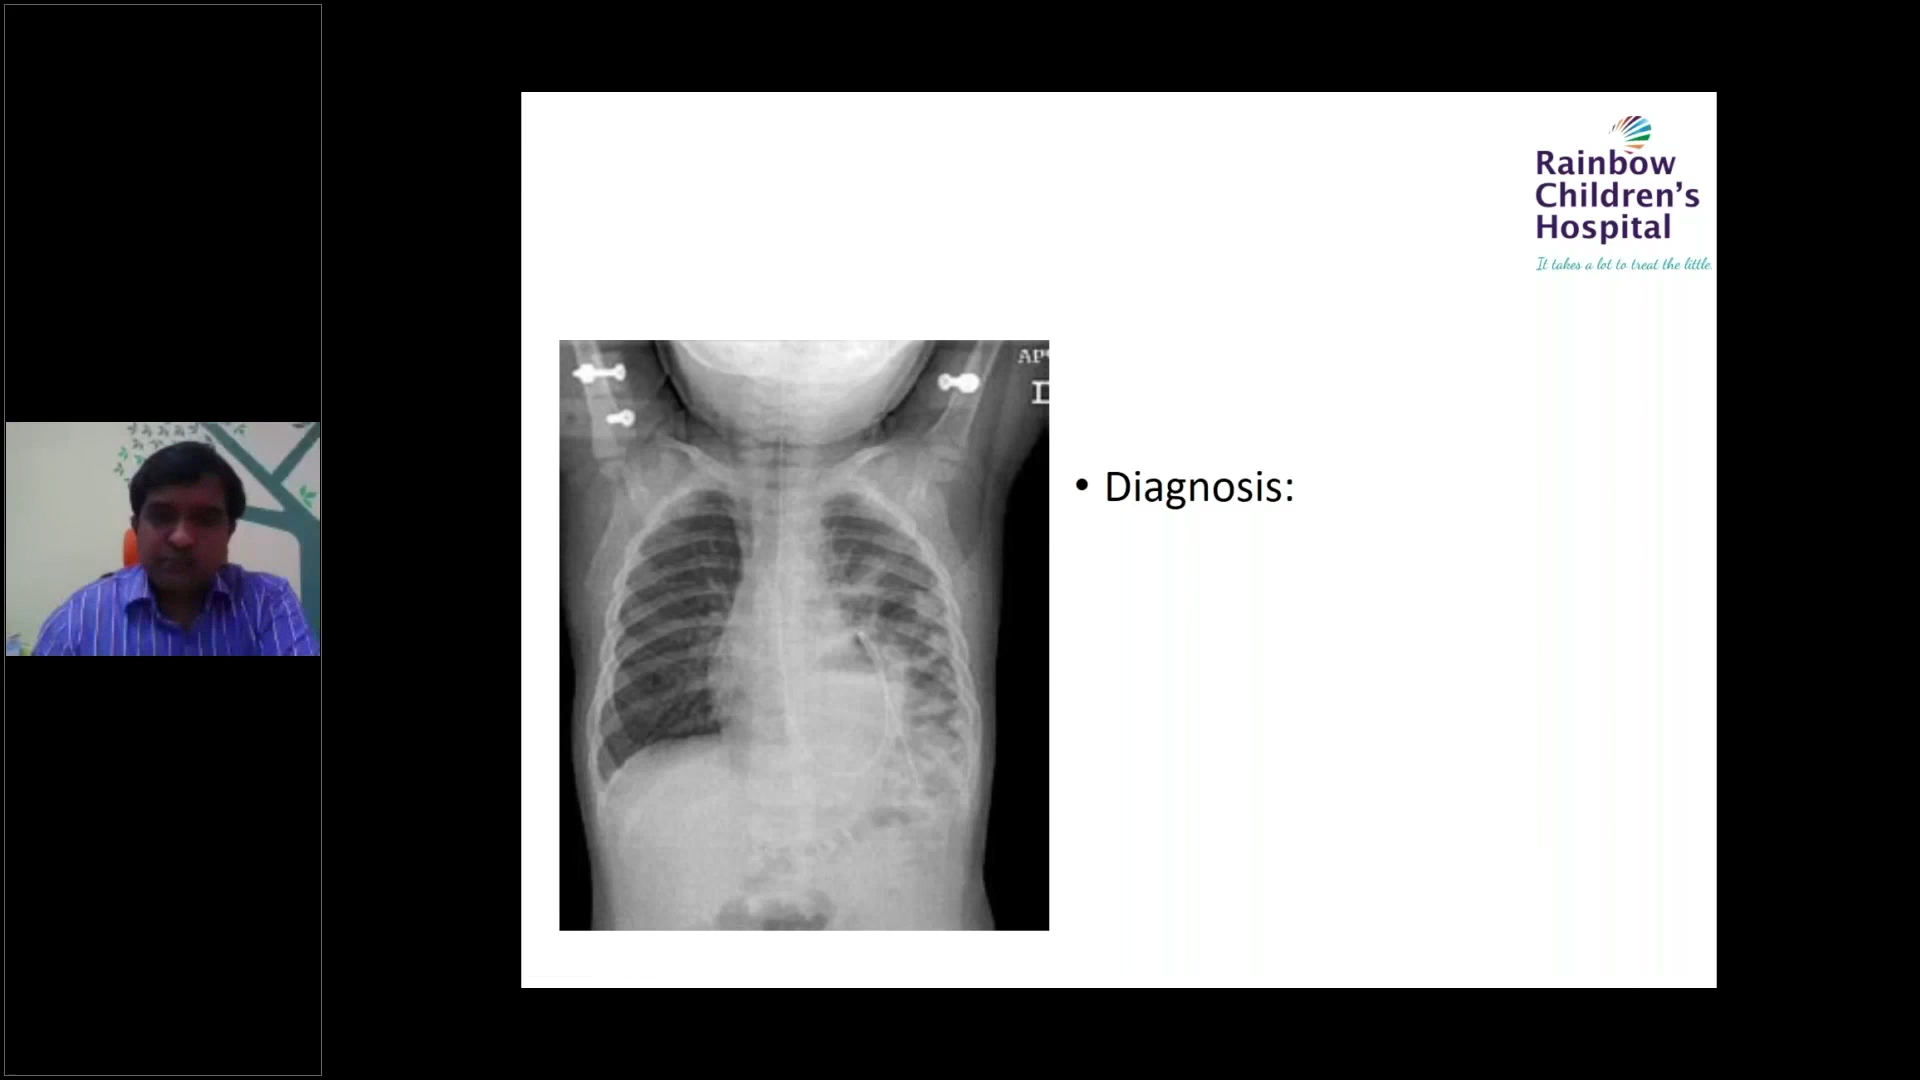 Rainbow
Children's
Hospital
It takes a lot to treat the little.
AP
• Diagnosis: